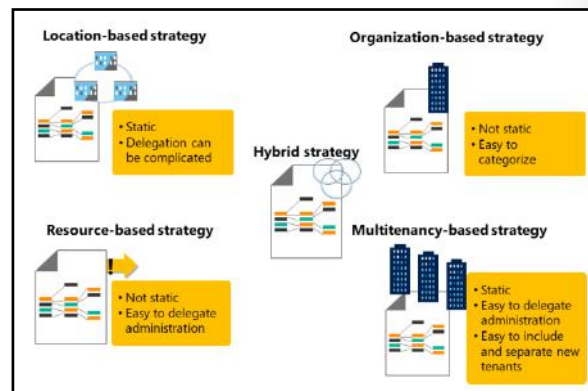 Location-based strategy
• Static
• Delegation can
be complicated
Organization-based strategy
• Not static
• Easy to
categorize
Hybrid strategy
Resource-based strategy
!
• Not static
• Easy to delegate
administration
Multitenancy-based strategy
• Static
• Easy to delegate
administration
• Easy to include
and separate new
tenants